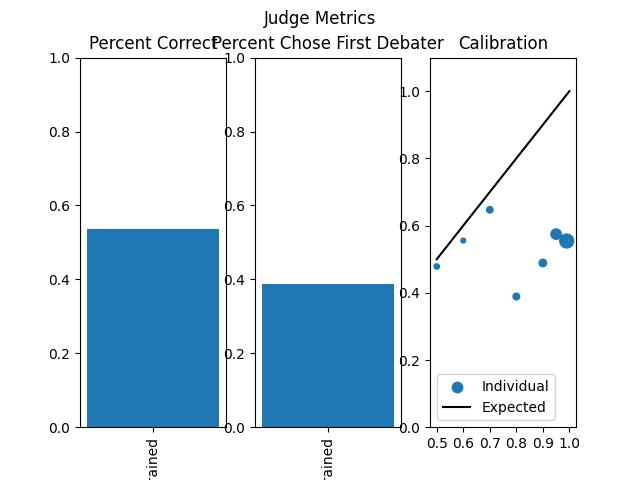 Judge Metrics
Percent Correct
Percent Chose First Debater
Calibration
1.0
0.8
0.6
0.4
0.2
0.0
1.0
0.8
0.6
0.4
0.2
0.0
1.0
0.8
0.6
0.4
0.2
0.0
Individual
Expected
0.5 0.6 0.7 0.8 0.9 1.0
rained
rained